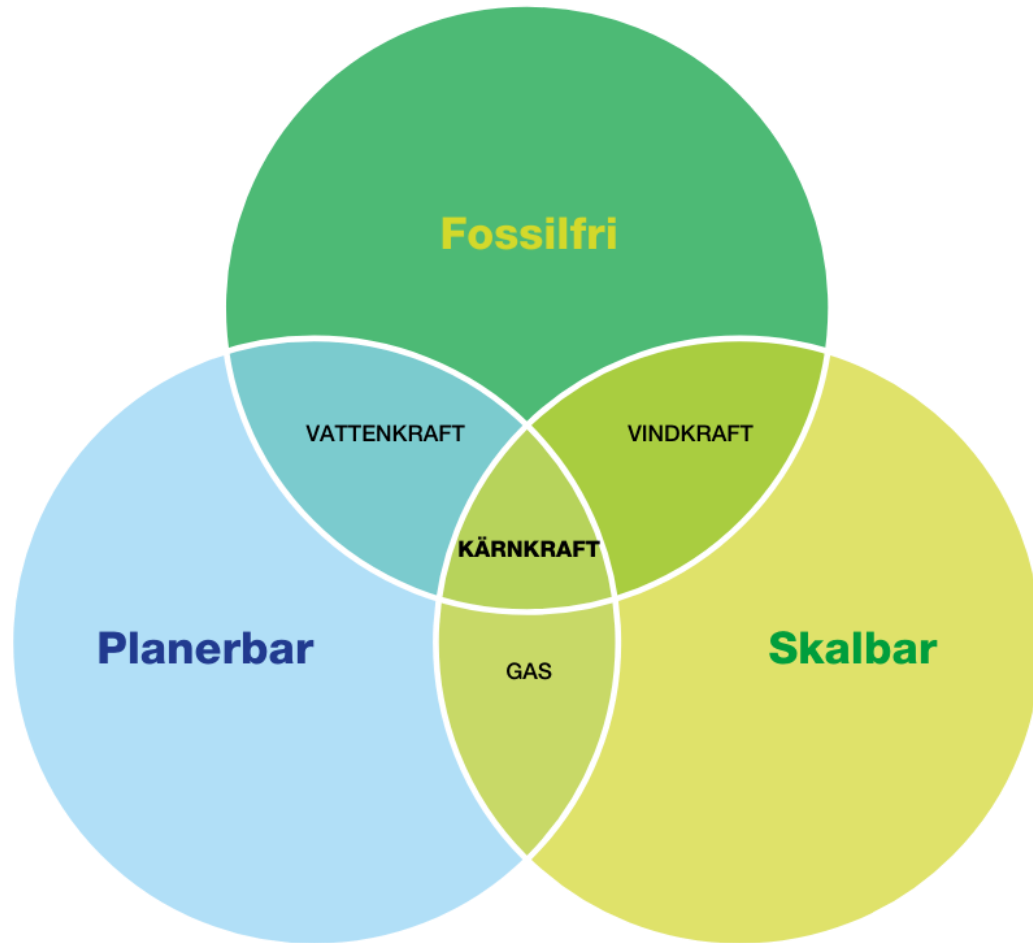 Fossilfri
VATTENKRAFT
VINDKRAFT
KÄRNKRAFT
Planerbar
Skalbar
GAS